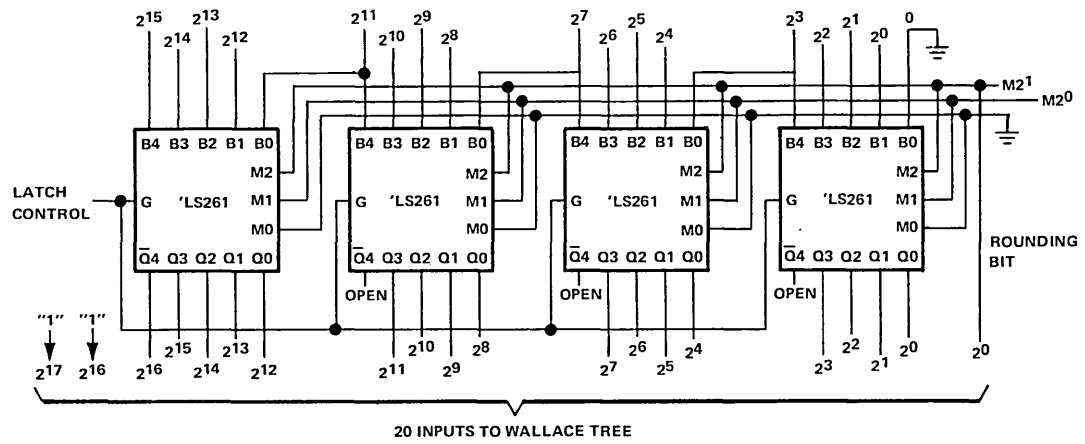 2^15 2^14 2^13 2^12 2^11 2^10 2^9 2^8 2^7 2^6 2^5 2^4 2^3 2^2 2^1 2^0 0
M2^1
M2^0
B4 B3 B2 B1 B0 B4 B3 B2 B1 B0 B4 B3 B2 B1 B0 B4 B3 B2 B1 B0
M2 M2 M2 M2
LATCH CONTROL
G 'LS261 M1 G 'LS261 M1 G 'LS261 M1 G 'LS261 M1
M0 M0 M0 M0
ROUNDING BIT
Q̅4 Q3 Q2 Q1 Q0 Q̅4 Q3 Q2 Q1 Q0 Q̅4 Q3 Q2 Q1 Q0 Q̅4 Q3 Q2 Q1 Q0
OPEN OPEN OPEN
"1" "1"
2^17 2^16 2^16 2^15 2^14 2^13 2^12 2^11 2^10 2^9 2^8 2^7 2^6 2^5 2^4 2^3 2^2 2^1 2^0 2^0
20 INPUTS TO WALLACE TREE